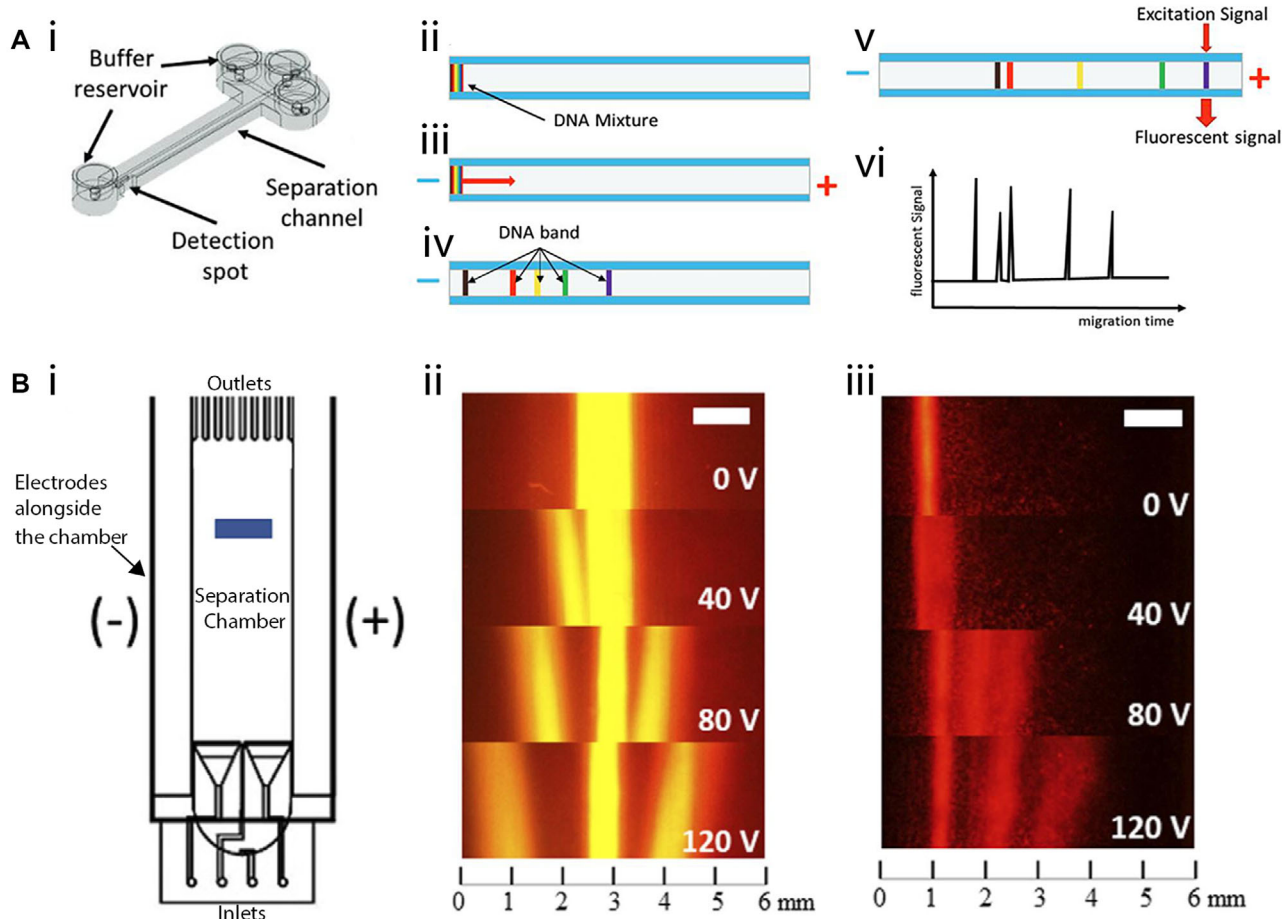 A i
Buffer
reservoir
Separation
channel
Detection
spot
ii
DNA Mixture
iii
−
+
iv
DNA band
−
v
Excitation Signal
−
+
Fluorescent signal
vi
fluorescent Signal
migration time
B i
Outlets
Electrodes
alongside
the chamber
Separation
Chamber
(-)
(+)
Inlets
ii
0 V
40 V
80 V
120 V
0 1 2 3 4 5 6 mm
iii
0 V
40 V
80 V
120 V
0 1 2 3 4 5 6 mm